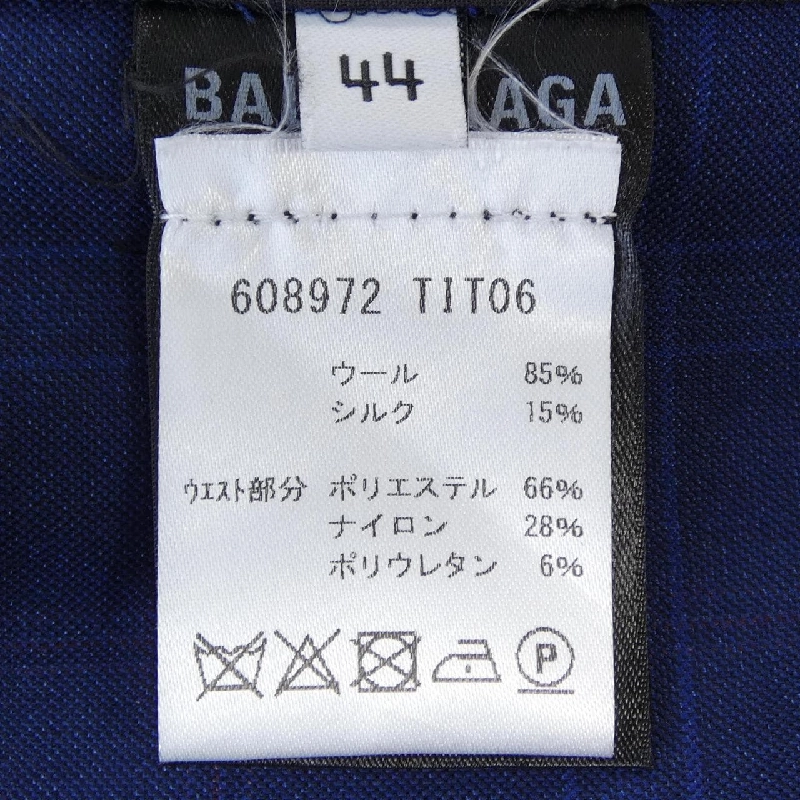 BA AGA
44
608972 TIT06
ウール 85%
シルク 15%
ウエスト部分 ポリエステル 66%
ナイロン 28%
ポリウレタン 6%
P